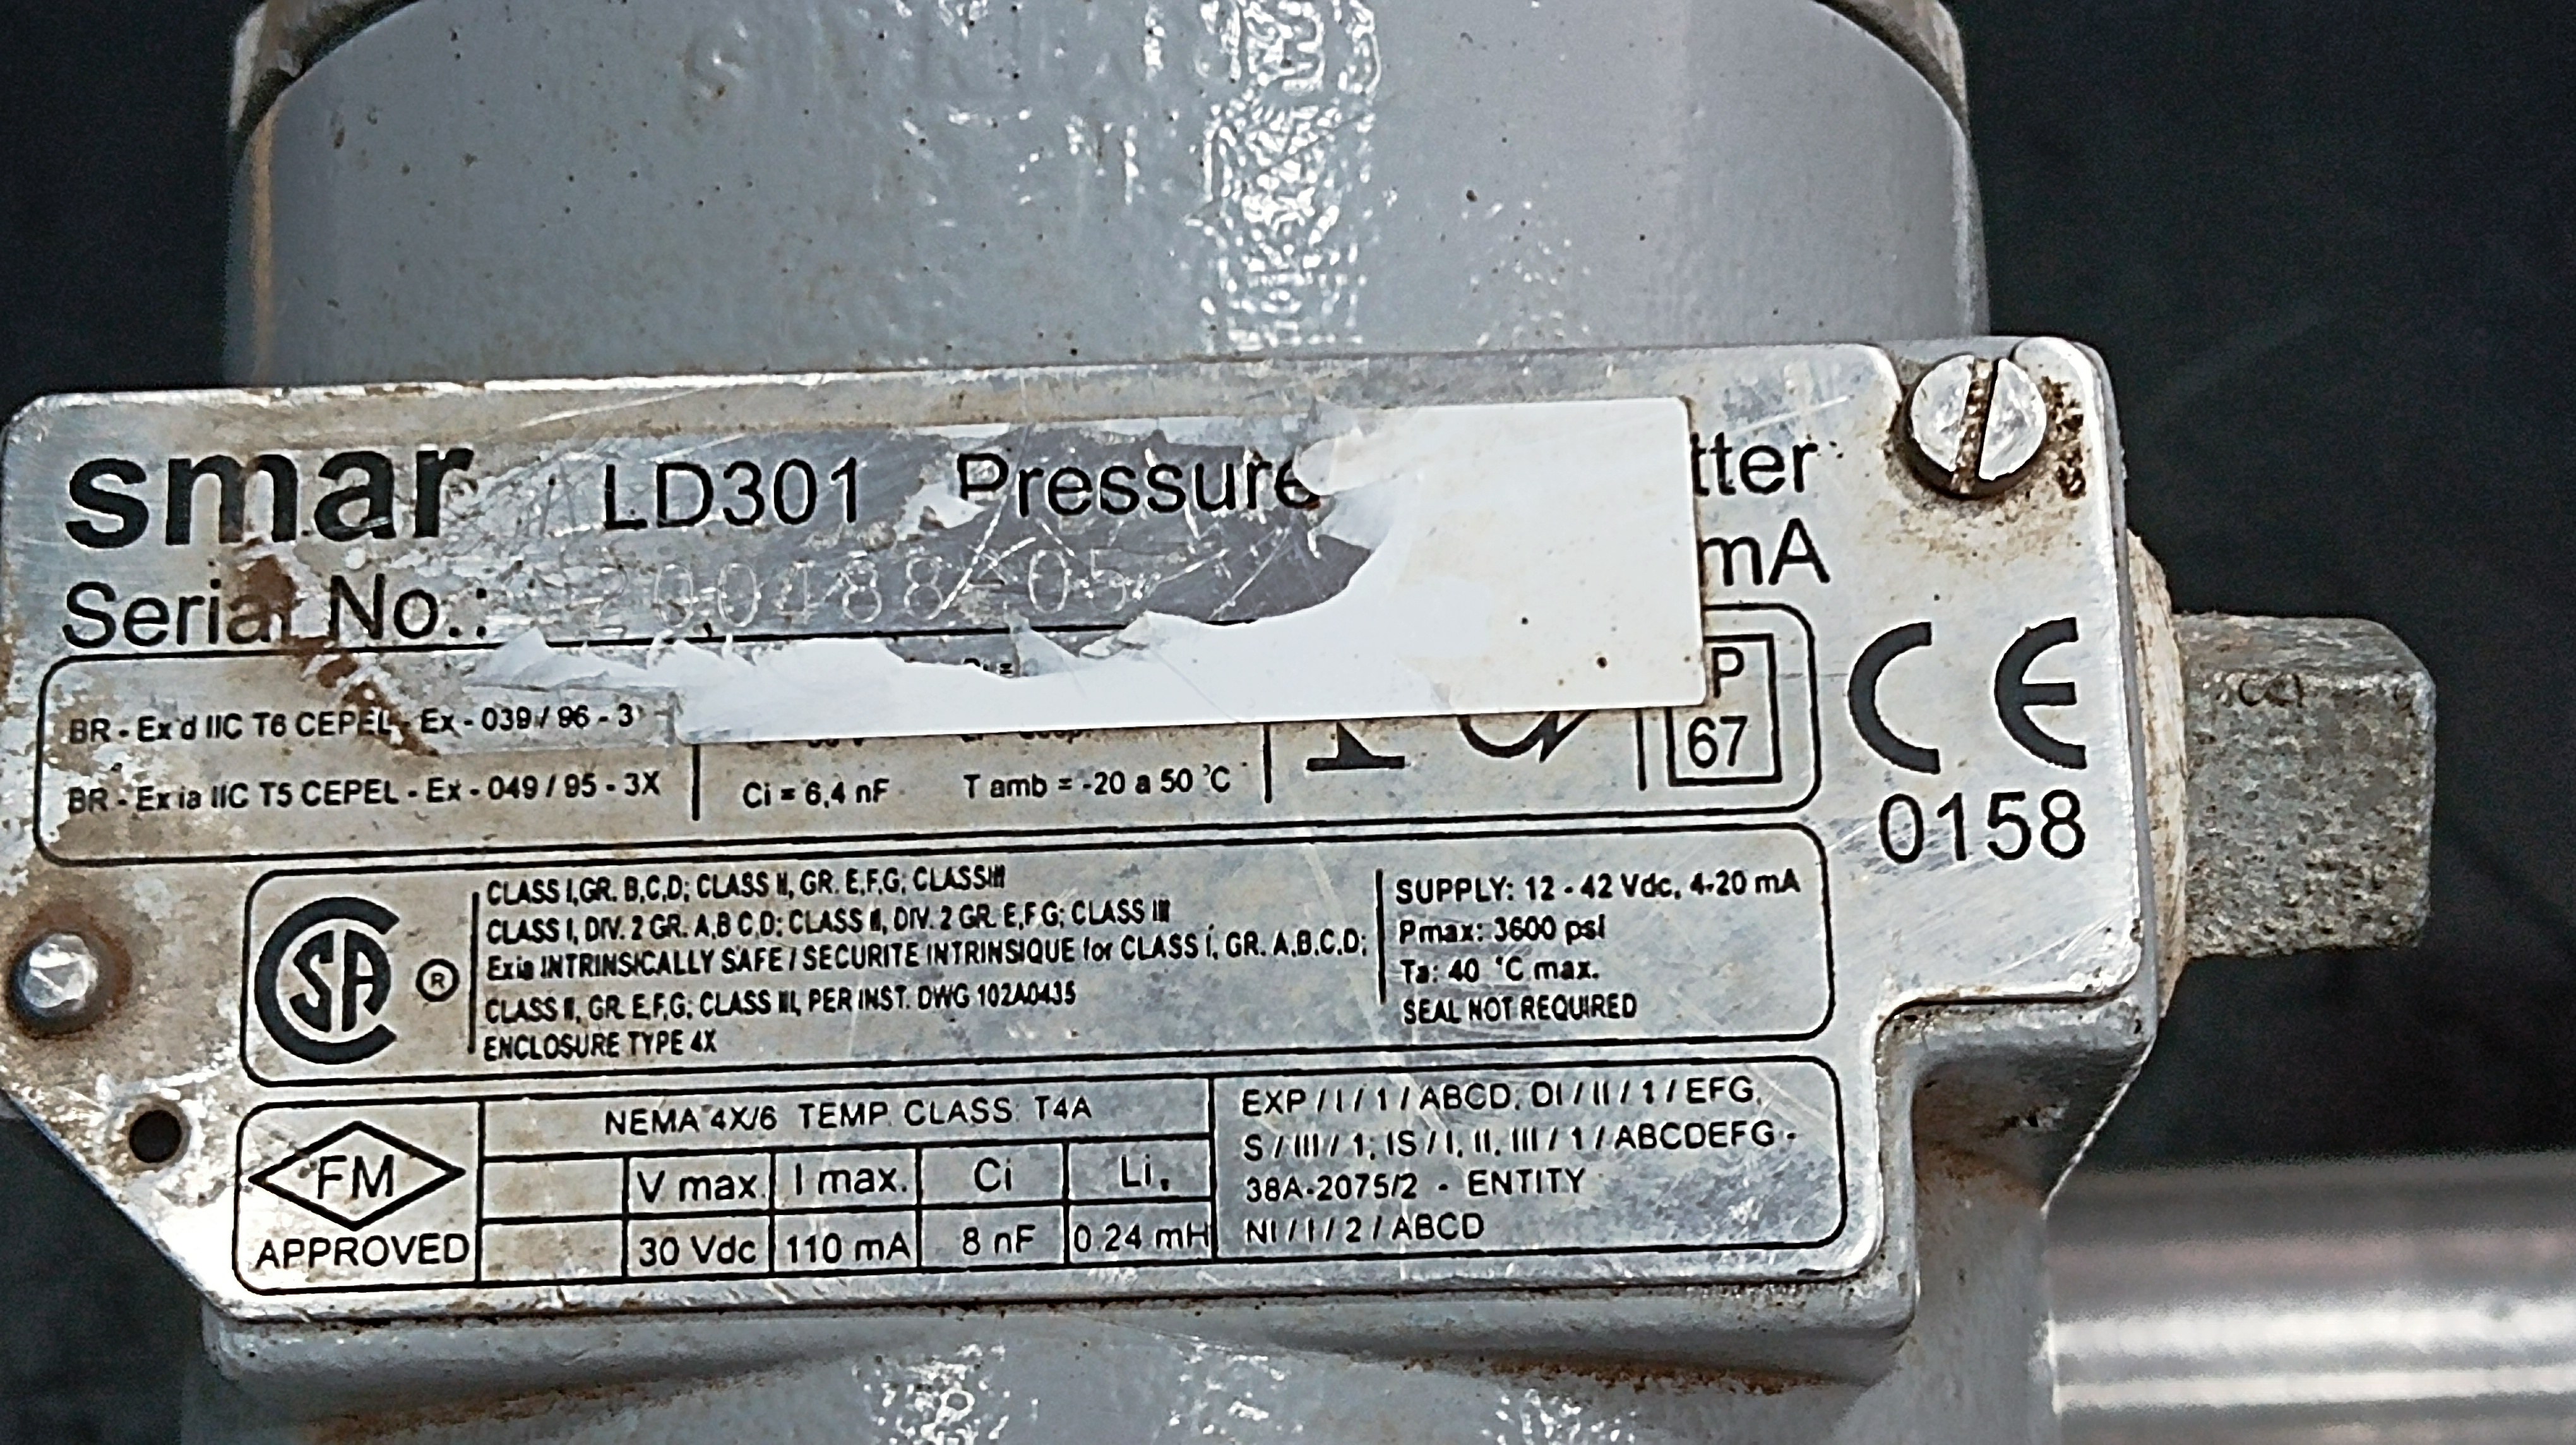 smar LD301 Pressure tter
Serial No.: 200488-05 mA
BR - Ex d IIC T6 CEPEL - Ex - 039 / 96 - 3
BR - Ex ia IIC T5 CEPEL - Ex - 049 / 95 - 3X
Ci = 6,4 nF T amb = -20 a 50 °C
P
67
CE
0158
CSA ®
CLASS I,GR. B,C,D; CLASS II, GR. E,F,G; CLASS III
CLASS I, DIV. 2 GR. A,B C,D; CLASS II, DIV. 2 GR. E,F G; CLASS III
Ex ia INTRINSICALLY SAFE / SECURITE INTRINSIQUE for CLASS I, GR. A,B,C,D;
CLASS II, GR. E,F,G; CLASS III, PER INST. DWG 102A0435
ENCLOSURE TYPE 4X
SUPPLY: 12 - 42 Vdc, 4-20 mA
Pmax: 3600 psi
Ta: 40 °C max.
SEAL NOT REQUIRED
FM
APPROVED
NEMA 4X/6 TEMP. CLASS: T4A
V max. I max. Ci Li.
30 Vdc 110 mA 8 nF 0.24 mH
EXP / I / 1 / ABCD; DI / II / 1 / EFG,
S / III / 1; IS / I, II, III / 1 / ABCDEFG -
38A-2075/2 - ENTITY
NI / I / 2 / ABCD